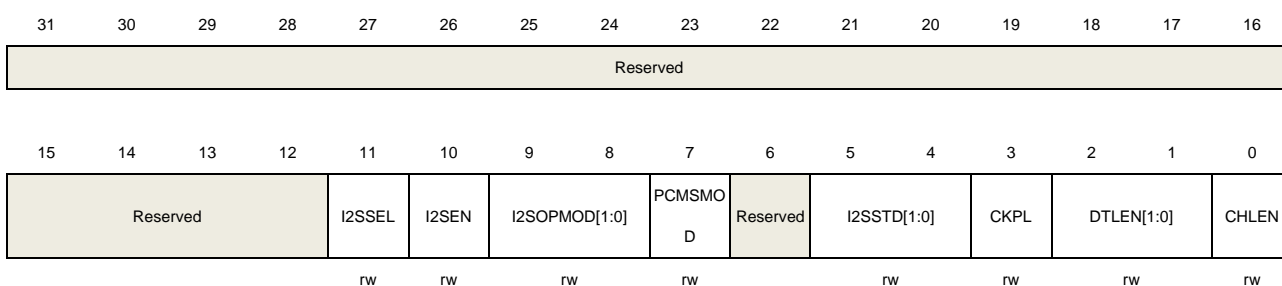 31 30 29 28 27 26 25 24 23 22 21 20 19 18 17 16
Reserved
15 14 13 12 11 10 9 8 7 6 5 4 3 2 1 0
Reserved I2SSEL I2SEN I2SOPMOD[1:0] PCMSMO Reserved I2SSTD[1:0] CKPL DTLEN[1:0] CHLEN
D
rw rw rw rw rw rw rw rw